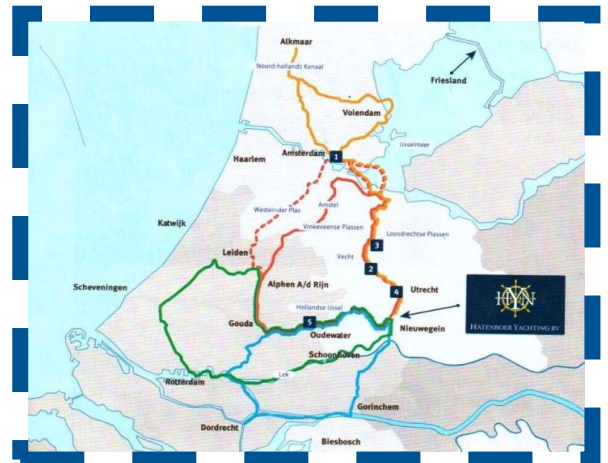 Alkmaar
Noord-hollands Kanaal
Friesland
Volendam
IJsselmeer
Amsterdam
1
Haarlem
Westeinder Plas
Amstel
Katwijk
Vinkeveense Plassen
Loosdrechtse Plassen
3
Leiden
Vecht
2
Scheveningen
Alphen A/d Rijn
4
Utrecht
HYN
HATENBOER YACHTING BV
Hollandse IJssel
Gouda
5
Nieuwegein
Oudewater
Schoonhoven
Rotterdam
Lek
Gorinchem
Dordrecht
Biesbosch